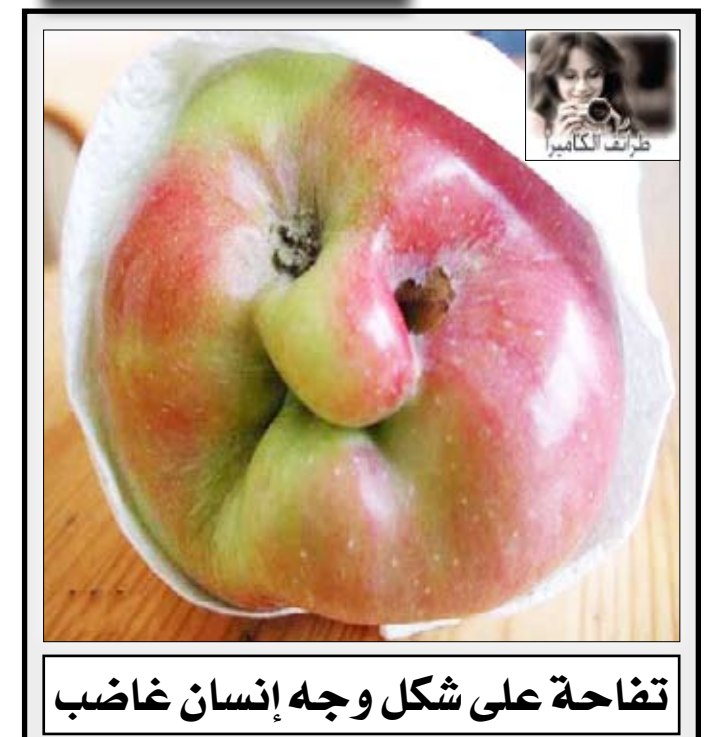 طرائف الكاميرا
تفاحة على شكل وجه إنسان غاضب